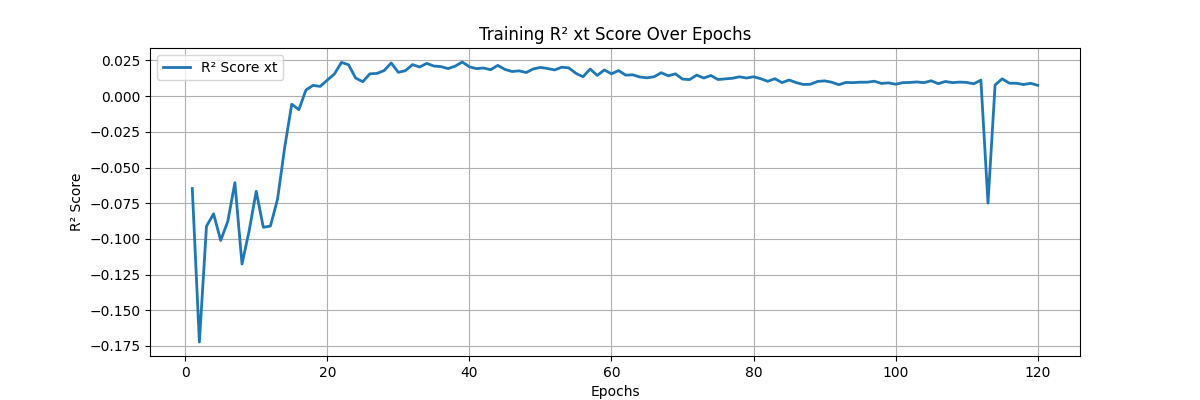 Training R² xt Score Over Epochs
R² Score xt
0.025
0.000
−0.025
−0.050
−0.075
−0.100
−0.125
−0.150
−0.175
R² Score
0 20 40 60 80 100 120
Epochs